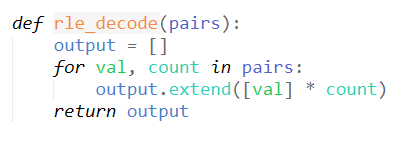 def rle_decode(pairs):
    output = []
    for val, count in pairs:
        output.extend([val] * count)
    return output